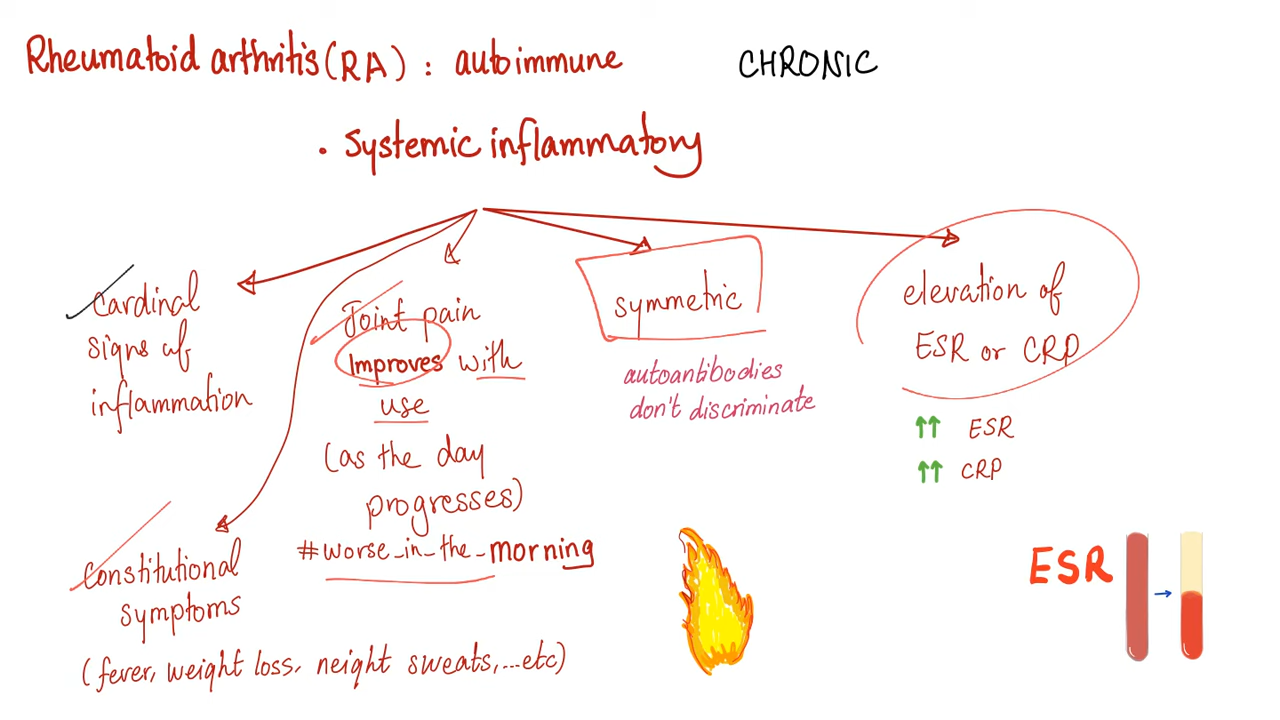 Rheumatoid arthritis (RA) : autoimmune
CHRONIC
• Systemic inflammatory
Cardinal
signs of
inflammation
Joint pain
Improves with
use
(as the day
progresses)
#worse_in_the_morning
symmetric
autoantibodies
don't discriminate
elevation of
ESR or CRP
↑↑ ESR
↑↑ CRP
Constitutional
symptoms
(fever, weight loss, neight sweats,...etc)
ESR